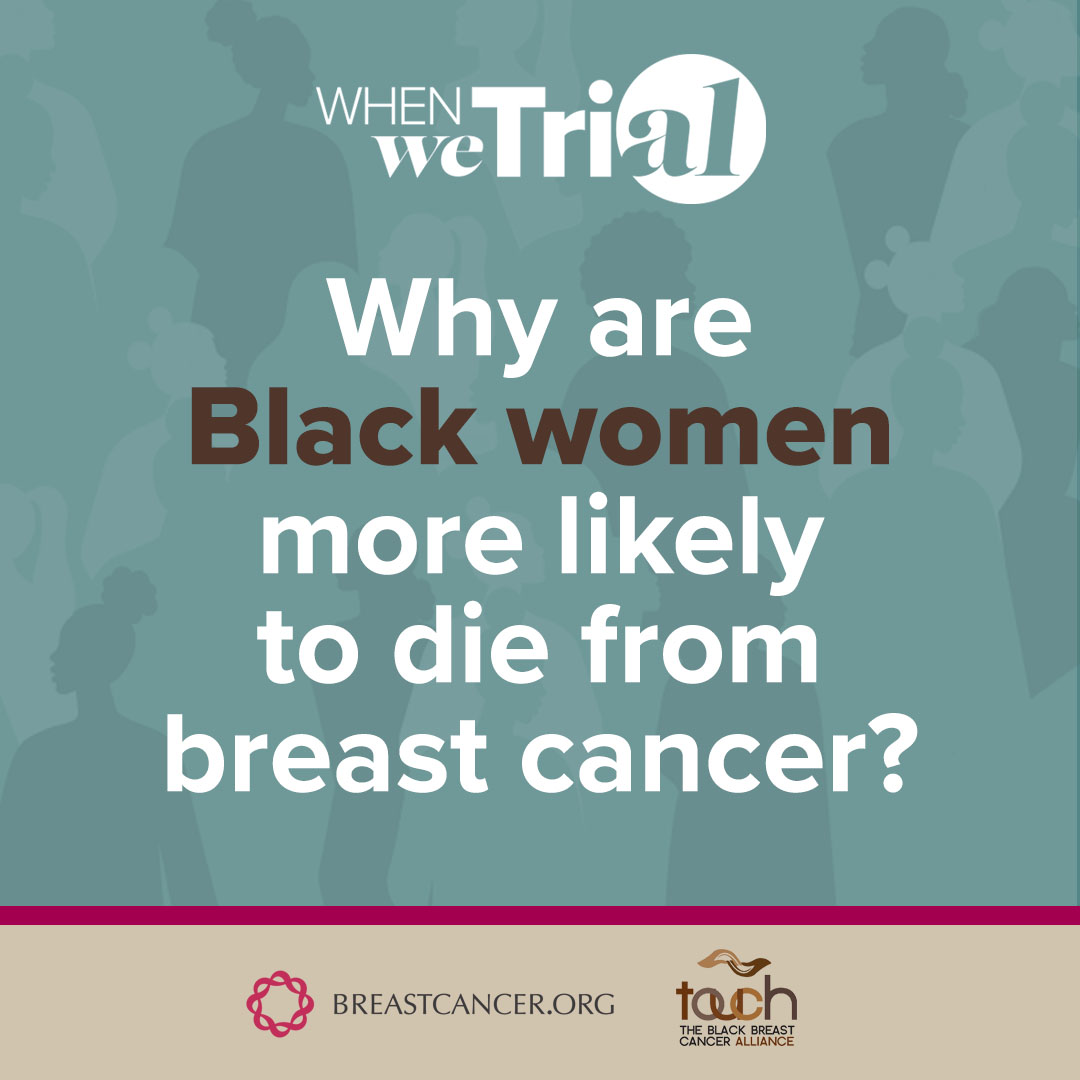 WHEN
we Trial
Why are
Black women
more likely
to die from
breast cancer?
BREASTCANCER.ORG
touch
THE BLACK BREAST
CANCER ALLIANCE